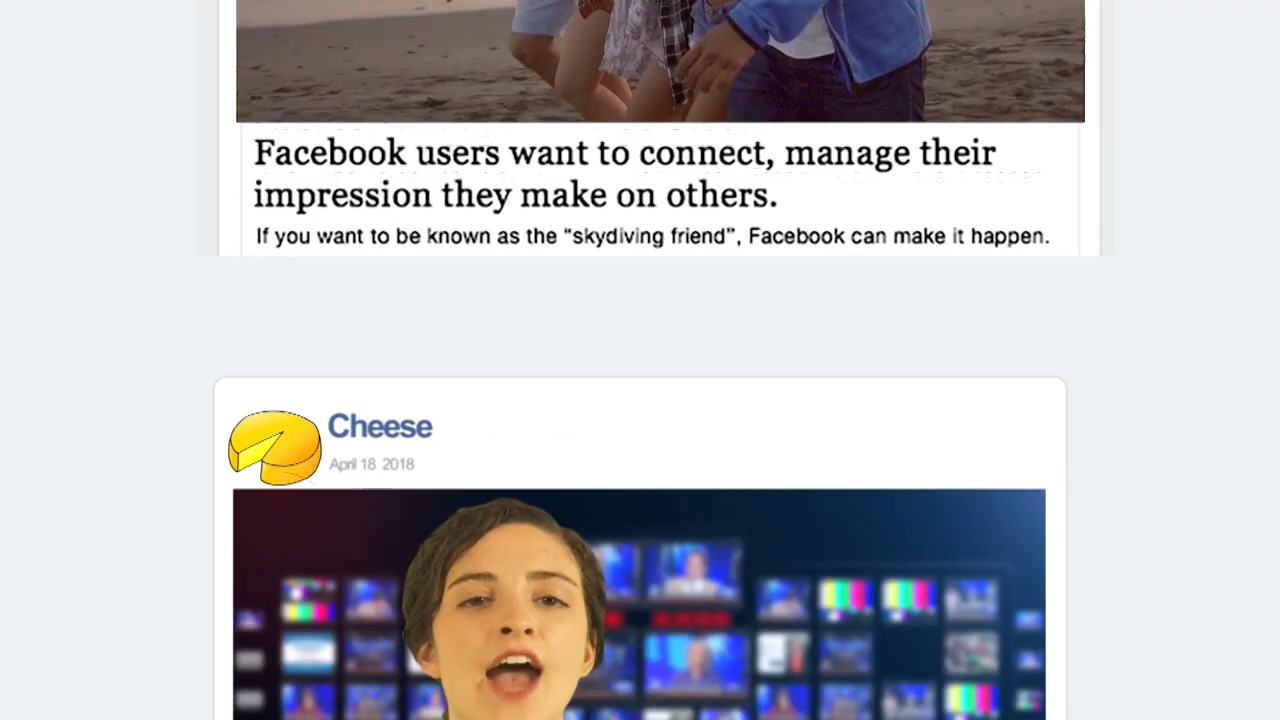 Facebook users want to connect, manage their
impression they make on others.
If you want to be known as the “skydiving friend”, Facebook can make it happen.
Cheese
April 18 2018